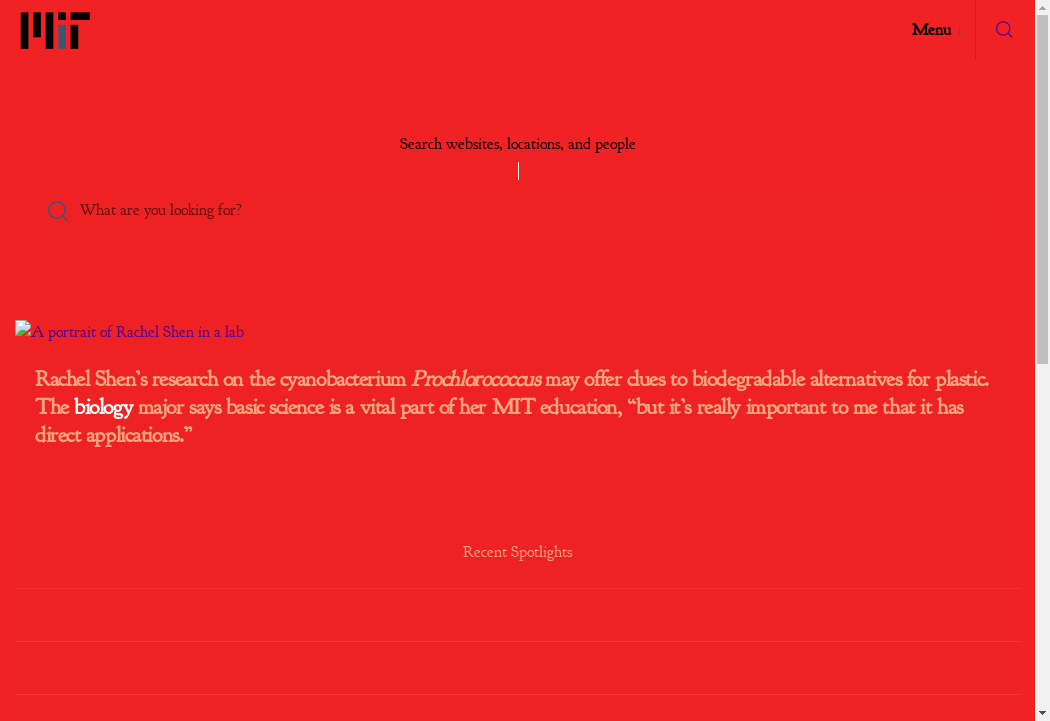 MIT
Menu ↓
Search websites, locations, and people
What are you looking for?
A portrait of Rachel Shen in a lab
Rachel Shen’s research on the cyanobacterium Prochlorococcus may offer clues to biodegradable alternatives for plastic.
The biology major says basic science is a vital part of her MIT education, “but it’s really important to me that it has
direct applications.”
Recent Spotlights